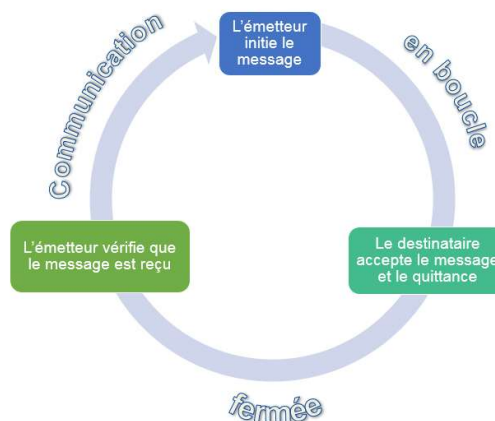 Communication
en boucle
fermée
L'émetteur
initie le
message
Le destinataire
accepte le message
et le quittance
L'émetteur vérifie que
le message est reçu